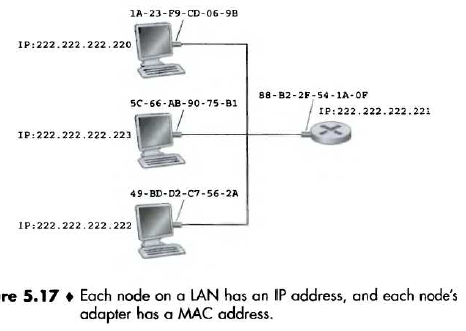 1A-23-F9-CD-06-9B
IP:222.222.222.220
5C-66-AB-90-75-B1
88-B2-2F-54-1A-0F
IP:222.222.222.221
IP:222.222.222.223
49-BD-D2-C7-56-2A
IP:222.222.222.222
re 5.17 ♦ Each node on a LAN has an IP address, and each node's
adapter has a MAC address.